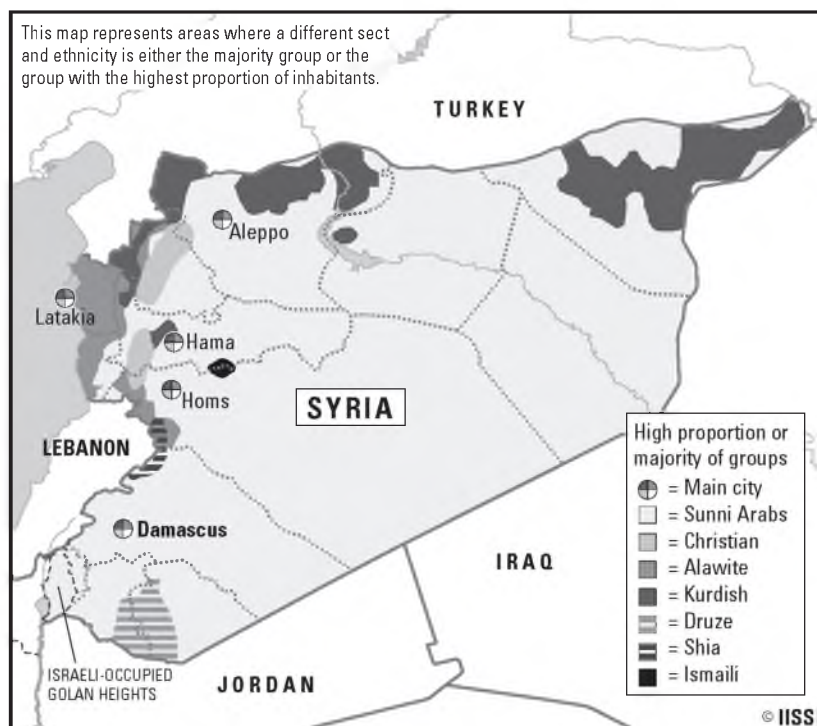 This map represents areas where a different sect
and ethnicity is either the majority group or the
group with the highest proportion of inhabitants.
TURKEY
Aleppo
Latakia
Hama
Homs
SYRIA
LEBANON
Damascus
IRAQ
ISRAELI-OCCUPIED
GOLAN HEIGHTS
JORDAN
High proportion or
majority of groups
= Main city
= Sunni Arabs
= Christian
= Alawite
= Kurdish
= Druze
= Shia
= Ismaili
© IISS